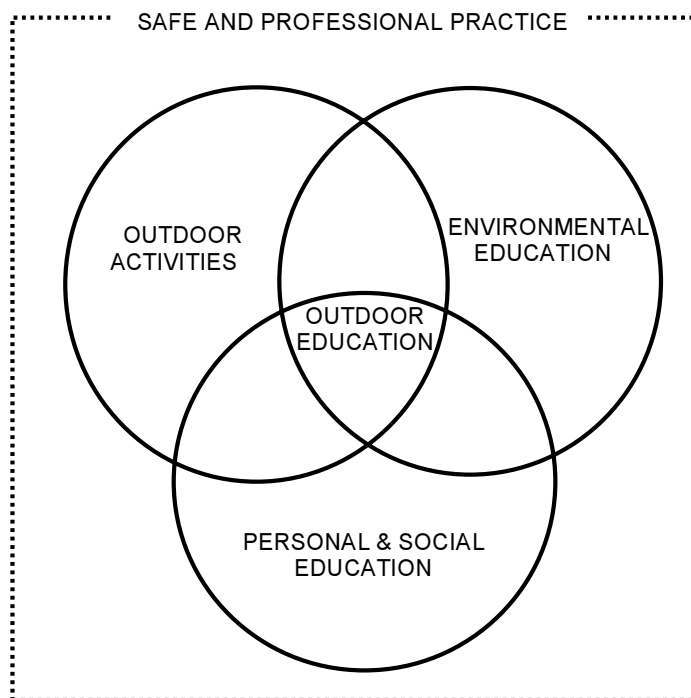 SAFE AND PROFESSIONAL PRACTICE
OUTDOOR
ACTIVITIES
ENVIRONMENTAL
EDUCATION
OUTDOOR
EDUCATION
PERSONAL & SOCIAL
EDUCATION